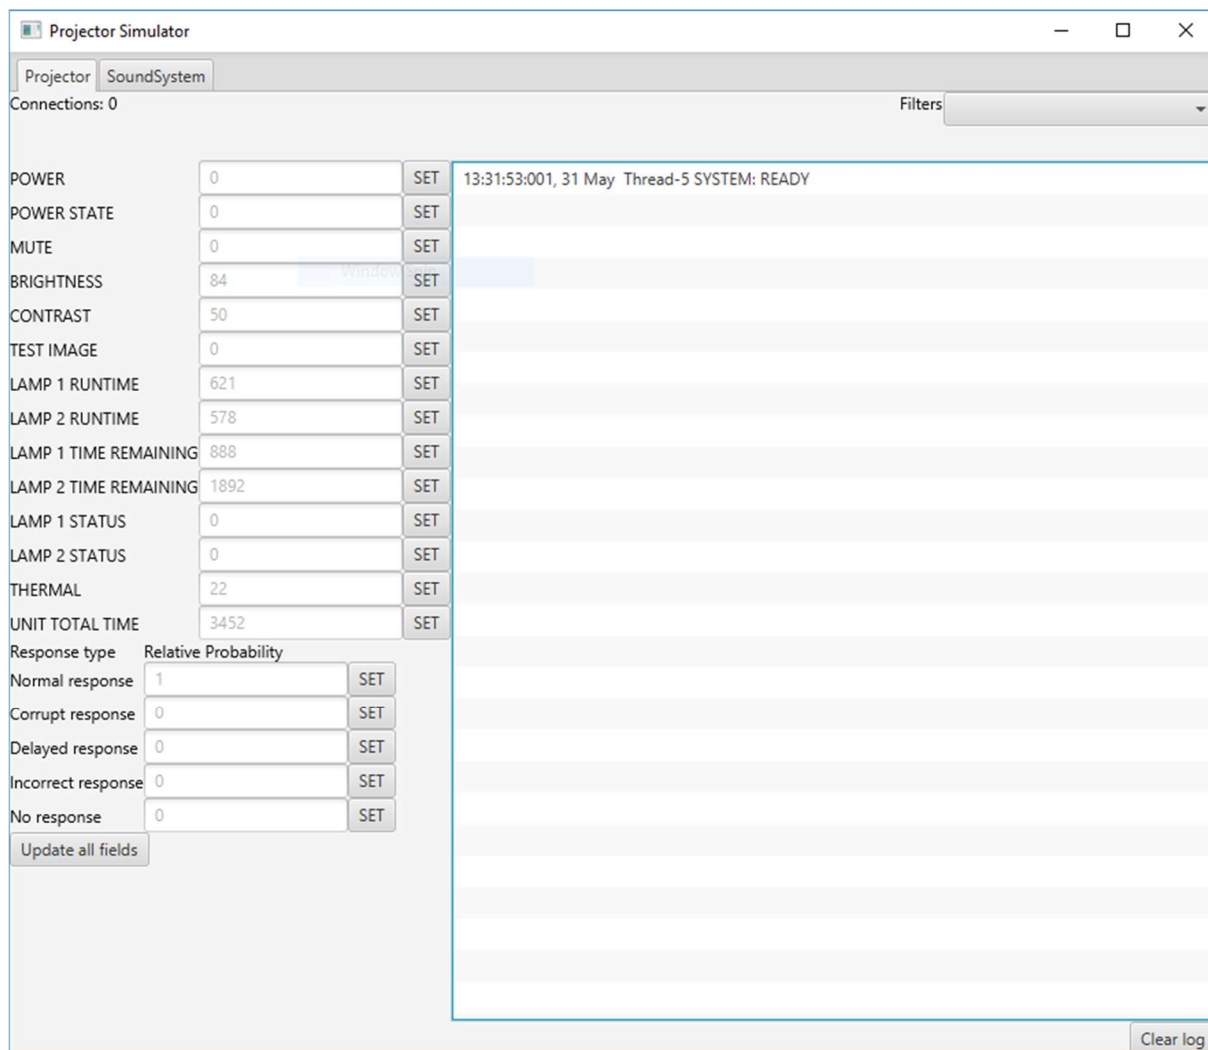 Projector Simulator
Projector SoundSystem
Connections: 0 Filters
POWER 0 SET 13:31:53:001, 31 May Thread-5 SYSTEM: READY
POWER STATE 0 SET
MUTE 0 SET
BRIGHTNESS 84 SET
CONTRAST 50 SET
TEST IMAGE 0 SET
LAMP 1 RUNTIME 621 SET
LAMP 2 RUNTIME 578 SET
LAMP 1 TIME REMAINING 888 SET
LAMP 2 TIME REMAINING 1892 SET
LAMP 1 STATUS 0 SET
LAMP 2 STATUS 0 SET
THERMAL 22 SET
UNIT TOTAL TIME 3452 SET
Response type Relative Probability
Normal response 1 SET
Corrupt response 0 SET
Delayed response 0 SET
Incorrect response 0 SET
No response 0 SET
Update all fields
Clear log